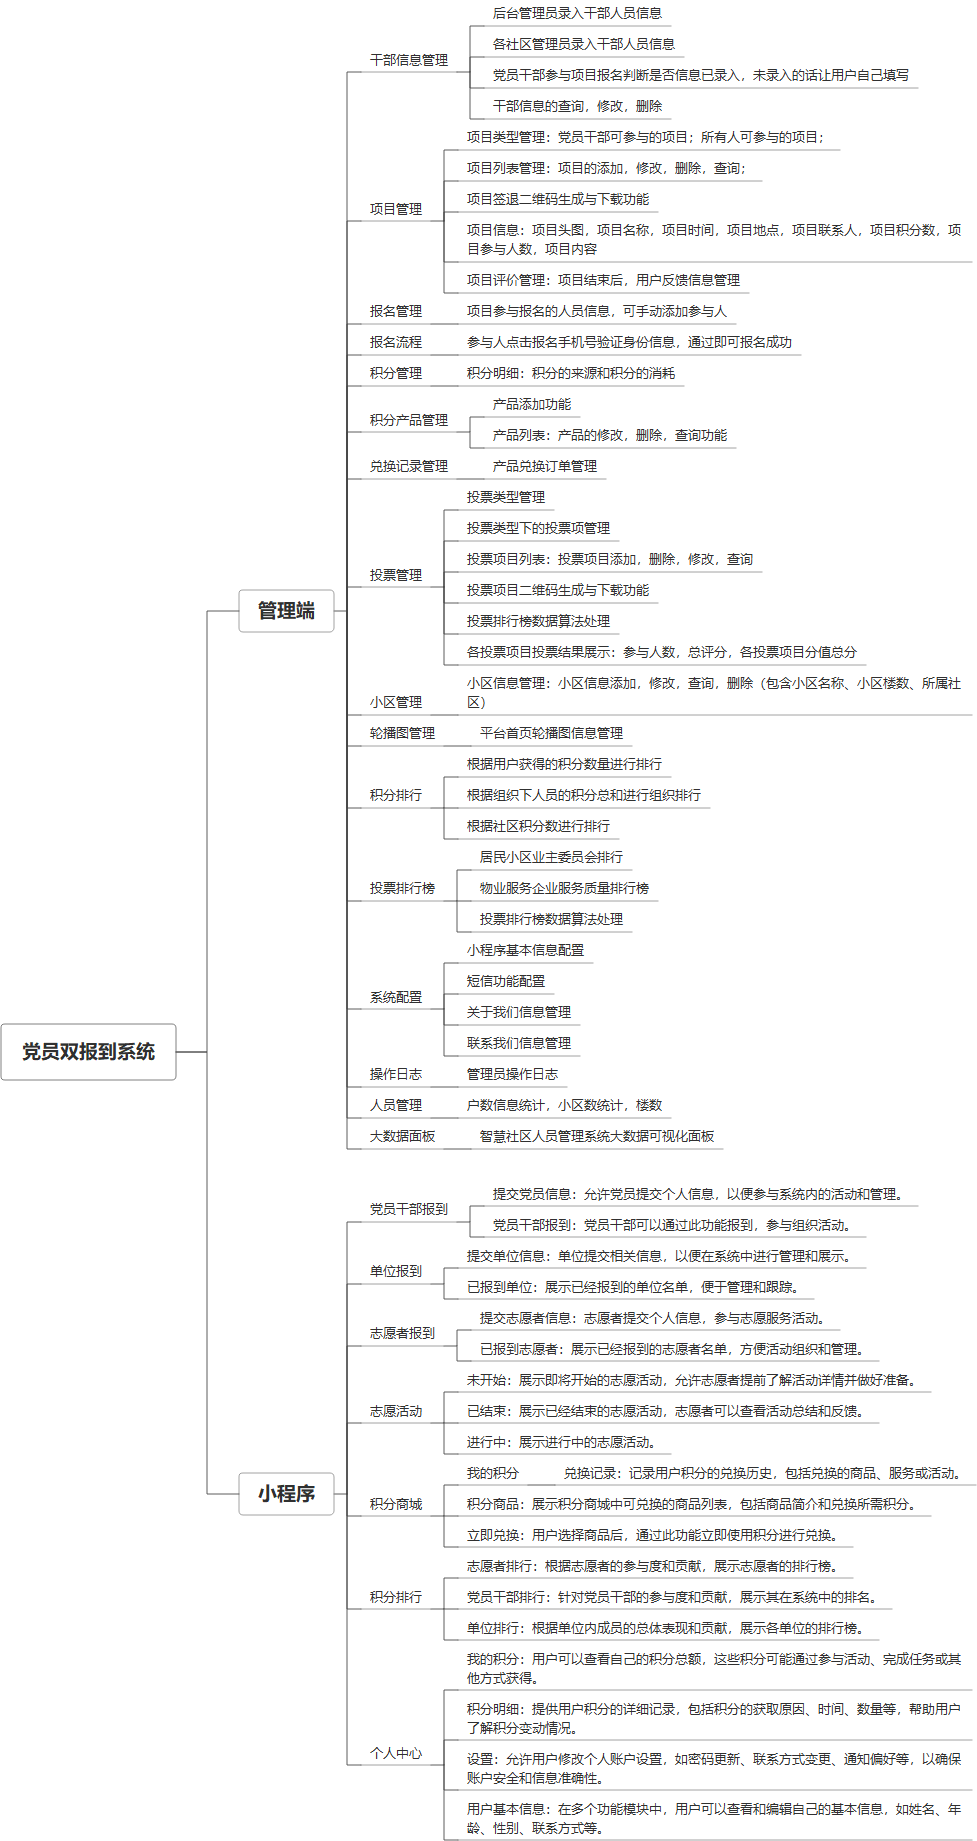 后台管理员录入干部人员信息
各社区管理员录入干部人员信息
干部信息管理
党员干部参与项目报名判断是否信息已录入，未录入的话让用户自己填写
干部信息的查询，修改，删除
项目类型管理：党员干部可参与的项目；所有人可参与的项目；
项目列表管理：项目的添加，修改，删除，查询；
项目签退二维码生成与下载功能
项目管理
项目信息：项目头图，项目名称，项目时间，项目地点，项目联系人，项目积分数，项
目参与人数，项目内容
项目评价管理：项目结束后，用户反馈信息管理
报名管理
项目参与报名的人员信息，可手动添加参与人
报名流程
参与人点击报名手机号验证身份信息，通过即可报名成功
积分管理
积分明细：积分的来源和积分的消耗
产品添加功能
积分产品管理
产品列表：产品的修改，删除，查询功能
兑换记录管理
产品兑换订单管理
投票类型管理
投票类型下的投票项管理
投票项目列表：投票项目添加，删除，修改，查询
投票管理
投票项目二维码生成与下载功能
投票排行榜数据算法处理
各投票项目投票结果展示：参与人数，总评分，各投票项目分值总分
管理端
小区管理
小区信息管理：小区信息添加，修改，查询，删除（包含小区名称、小区楼数、所属社
区）
轮播图管理
平台首页轮播图信息管理
根据用户获得的积分数量进行排行
积分排行
根据组织下人员的积分总和进行组织排行
根据社区积分数进行排行
居民小区业主委员会排行
投票排行榜
物业服务企业服务质量排行榜
投票排行榜数据算法处理
小程序基本信息配置
短信功能配置
系统配置
关于我们信息管理
联系我们信息管理
党员双报到系统
操作日志
管理员操作日志
人员管理
户数信息统计，小区数统计，楼数
大数据面板
智慧社区人员管理系统大数据可视化面板
提交党员信息：允许党员提交个人信息，以便参与系统内的活动和管理。
党员干部报到
党员干部报到：党员干部可以通过此功能报到，参与组织活动。
提交单位信息：单位提交相关信息，以便在系统中进行管理和展示。
单位报到
已报到单位：展示已经报到的单位名单，便于管理和跟踪。
提交志愿者信息：志愿者提交个人信息，参与志愿服务活动。
志愿者报到
已报到志愿者：展示已经报到的志愿者名单，方便活动组织和管理。
未开始：展示即将开始的志愿活动，允许志愿者提前了解活动详情并做好准备。
志愿活动
已结束：展示已经结束的志愿活动，志愿者可以查看活动总结和反馈。
进行中：展示进行中的志愿活动。
小程序
我的积分
兑换记录：记录用户积分的兑换历史，包括兑换的商品、服务或活动。
积分商城
积分商品：展示积分商城中可兑换的商品列表，包括商品简介和兑换所需积分。
立即兑换：用户选择商品后，通过此功能立即使用积分进行兑换。
志愿者排行：根据志愿者的参与度和贡献，展示志愿者的排行榜。
积分排行
党员干部排行：针对党员干部的参与度和贡献，展示其在系统中的排名。
单位排行：根据单位内成员的总体表现和贡献，展示各单位的排行榜。
我的积分：用户可以查看自己的积分总额，这些积分可能通过参与活动、完成任务或其
他方式获得。
积分明细：提供用户积分的详细记录，包括积分的获取原因、时间、数量等，帮助用户
了解积分变动情况。
个人中心
设置：允许用户修改个人账户设置，如密码更新、联系方式变更、通知偏好等，以确保
账户安全和信息准确性。
用户基本信息：在多个功能模块中，用户可以查看和编辑自己的基本信息，如姓名、年
龄、性别、联系方式等。